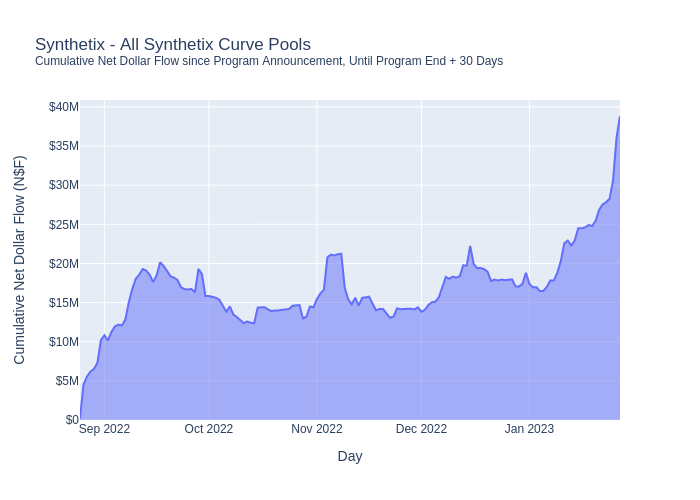 Synthetix - All Synthetix Curve Pools
Cumulative Net Dollar Flow since Program Announcement, Until Program End + 30 Days
Cumulative Net Dollar Flow (N$F)
$40M
$35M
$30M
$25M
$20M
$15M
$10M
$5M
$0
Sep 2022
Oct 2022
Nov 2022
Dec 2022
Jan 2023
Day